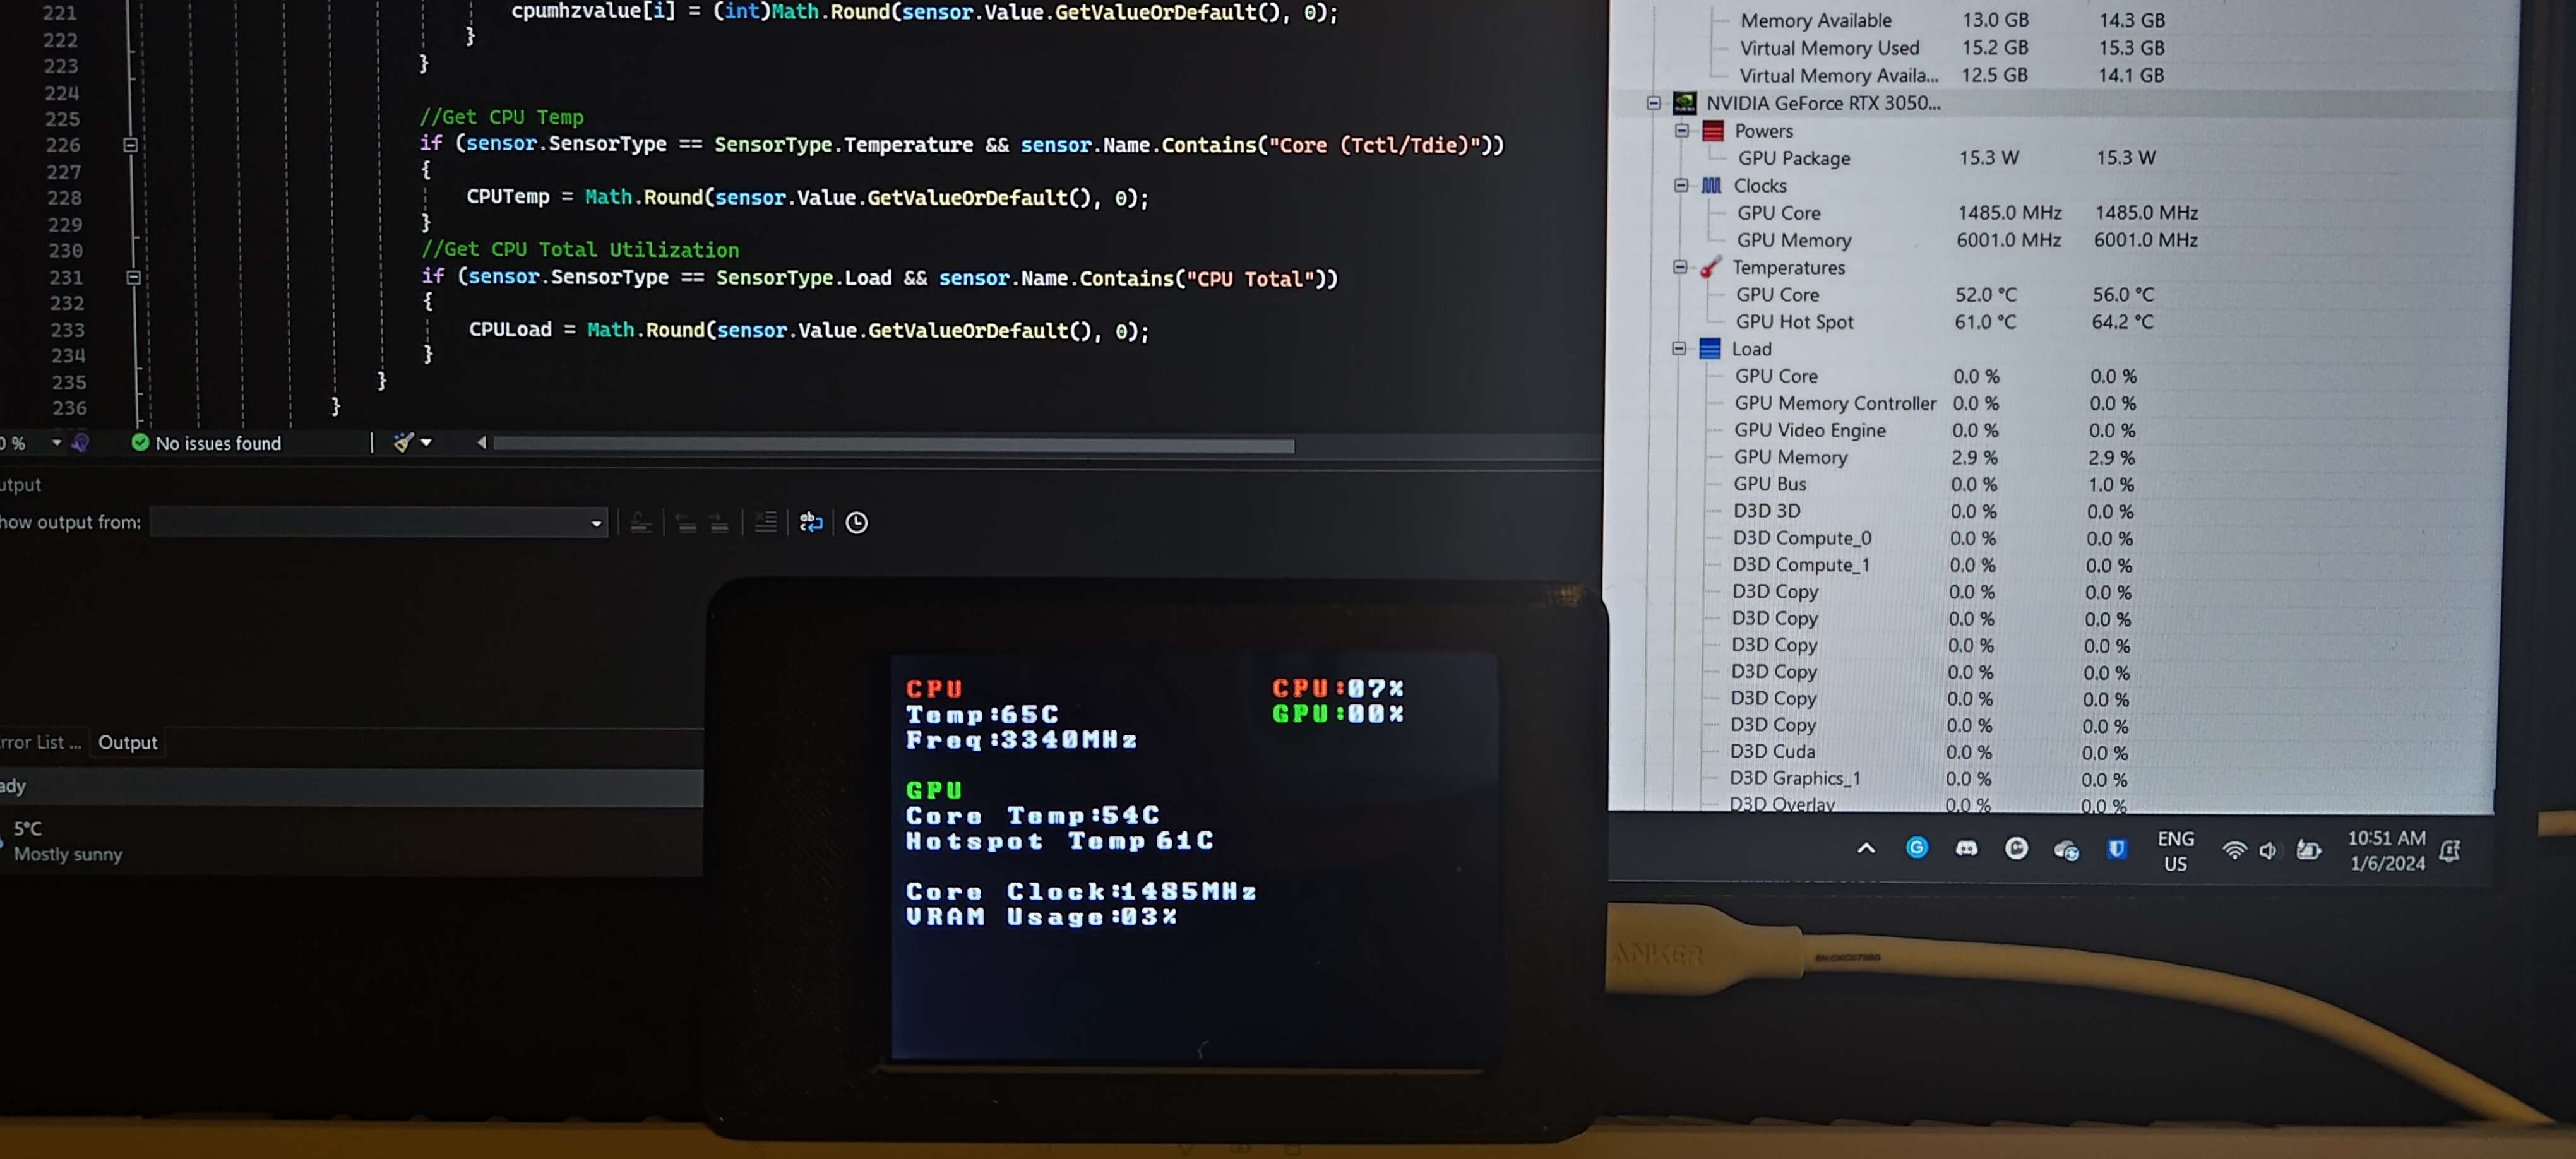 221 cpumhzvalue[i] = (int)Math.Round(sensor.Value.GetValueOrDefault(), 0);
222 }
223 }
224
225 //Get CPU Temp
226 if (sensor.SensorType == SensorType.Temperature && sensor.Name.Contains("Core (Tctl/Tdie)"))
227 {
228 CPUTemp = Math.Round(sensor.Value.GetValueOrDefault(), 0);
229 }
230 //Get CPU Total Utilization
231 if (sensor.SensorType == SensorType.Load && sensor.Name.Contains("CPU Total"))
232 {
233 CPULoad = Math.Round(sensor.Value.GetValueOrDefault(), 0);
234 }
235 }
236 }
0 % No issues found
utput
how output from:
rror List ... Output
ady
5°C
Mostly sunny
Memory Available 13.0 GB 14.3 GB
Virtual Memory Used 15.2 GB 15.3 GB
Virtual Memory Availa... 12.5 GB 14.1 GB
NVIDIA GeForce RTX 3050...
Powers
GPU Package 15.3 W 15.3 W
Clocks
GPU Core 1485.0 MHz 1485.0 MHz
GPU Memory 6001.0 MHz 6001.0 MHz
Temperatures
GPU Core 52.0 °C 56.0 °C
GPU Hot Spot 61.0 °C 64.2 °C
Load
GPU Core 0.0 % 0.0 %
GPU Memory Controller 0.0 % 0.0 %
GPU Video Engine 0.0 % 0.0 %
GPU Memory 2.9 % 2.9 %
GPU Bus 0.0 % 1.0 %
D3D 3D 0.0 % 0.0 %
D3D Compute_0 0.0 % 0.0 %
D3D Compute_1 0.0 % 0.0 %
D3D Copy 0.0 % 0.0 %
D3D Copy 0.0 % 0.0 %
D3D Copy 0.0 % 0.0 %
D3D Copy 0.0 % 0.0 %
D3D Copy 0.0 % 0.0 %
D3D Copy 0.0 % 0.0 %
D3D Cuda 0.0 % 0.0 %
D3D Graphics_1 0.0 % 0.0 %
D3D Overlay 0.0 % 0.0 %
ENG
US
10:51 AM
1/6/2024
CPU CPU:07%
Temp:65C GPU:00%
Freq:3340MHz
GPU
Core Temp:54C
Hotspot Temp 61C
Core Clock:1485MHz
VRAM Usage:03%
ANKER